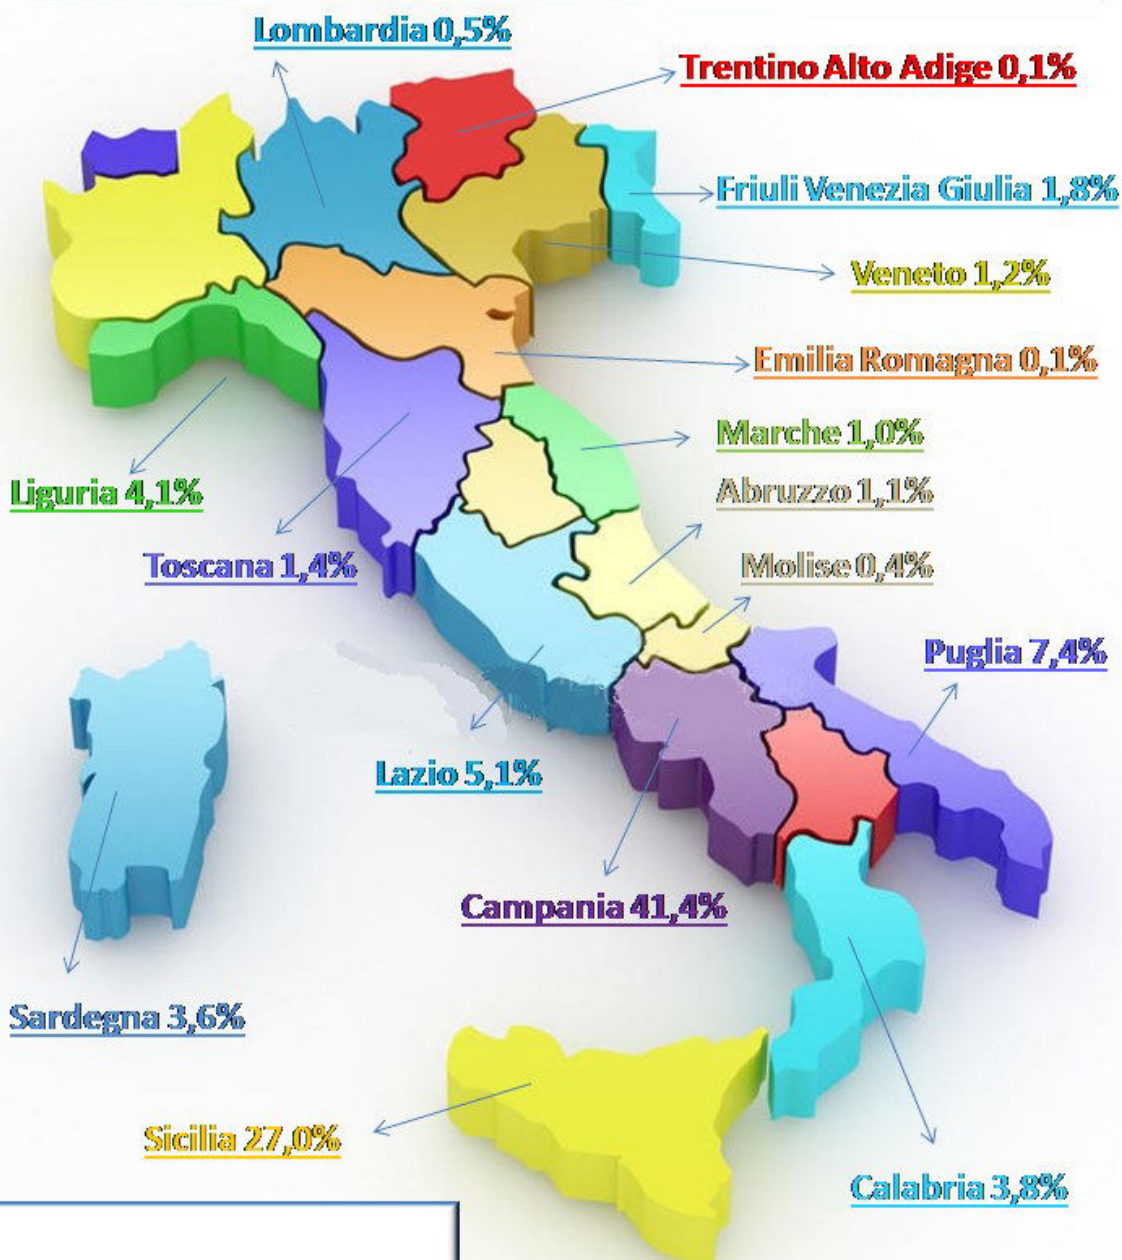 Lombardia 0,5%
Trentino Alto Adige 0,1%
Friuli Venezia Giulia 1,8%
Veneto 1,2%
Emilia Romagna 0,1%
Marche 1,0%
Liguria 4,1%
Abruzzo 1,1%
Toscana 1,4%
Molise 0,4%
Puglia 7,4%
Lazio 5,1%
Campania 41,4%
Sardegna 3,6%
Sicilia 27,0%
Calabria 3,8%